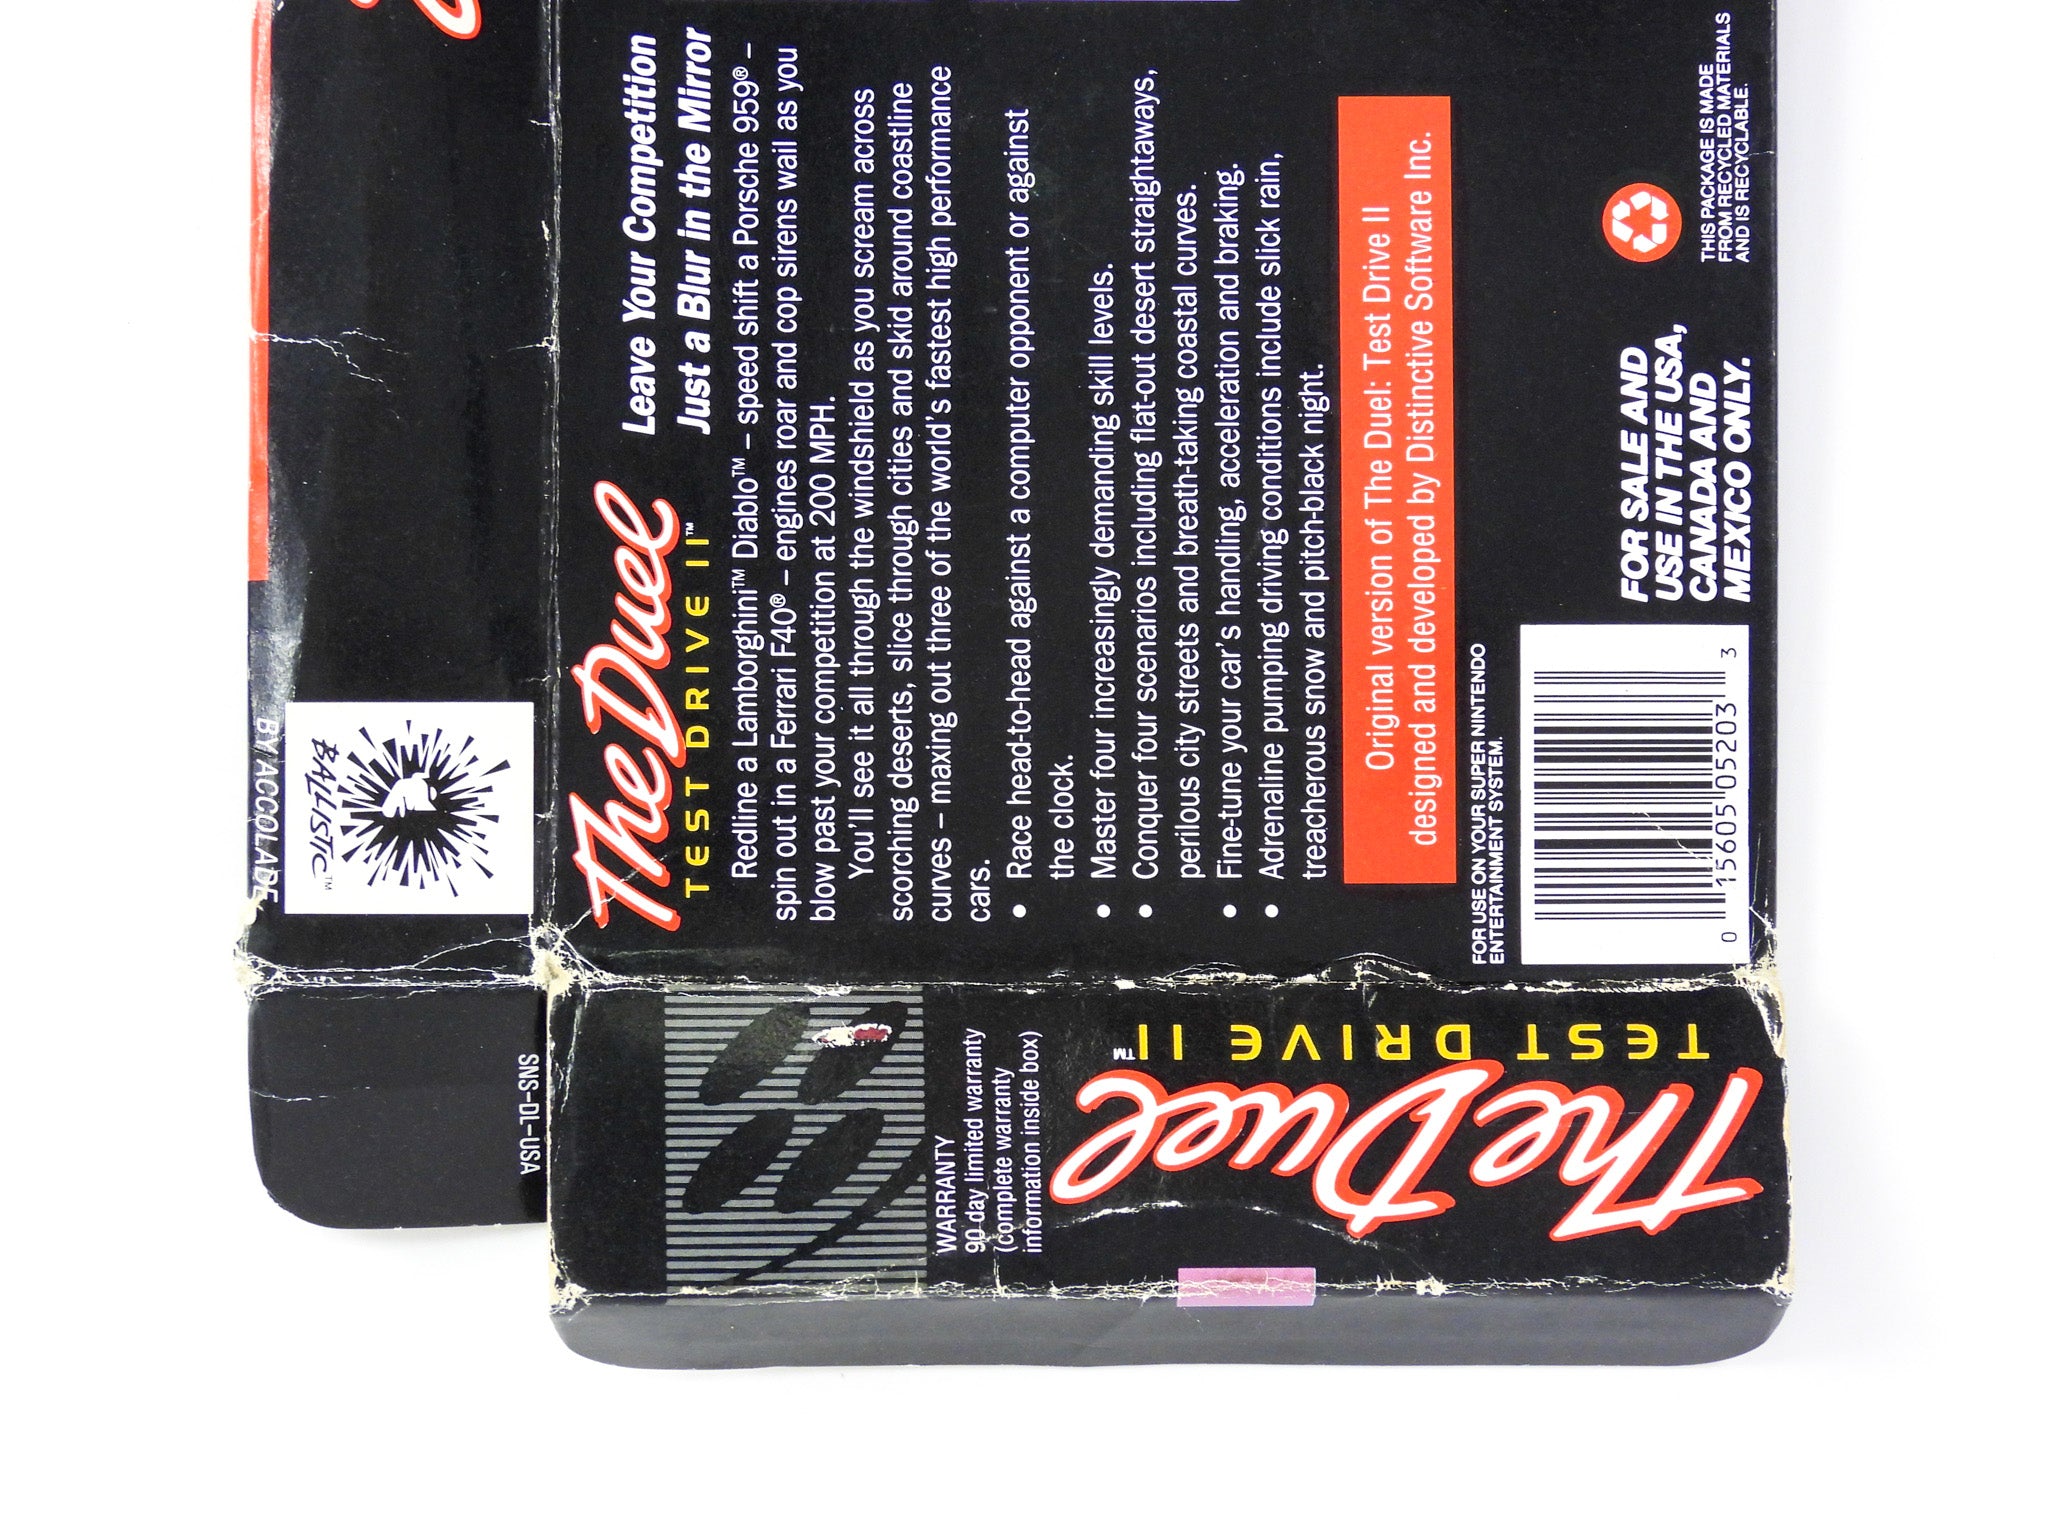 The Duel
TEST DRIVE II™
Leave Your Competition
Just a Blur in the Mirror
Redline a Lamborghini™ Diablo™ – speed shift a Porsche 959® –
spin out in a Ferrari F40® – engines roar and cop sirens wail as you
blow past your competition at 200 MPH.
You'll see it all through the windshield as you scream across
scorching deserts, slice through cities and skid around coastline
curves – maxing out three of the world's fastest high performance
cars.
• Race head-to-head against a computer opponent or against
the clock.
• Master four increasingly demanding skill levels.
• Conquer four scenarios including flat-out desert straightaways,
perilous city streets and breath-taking coastal curves.
• Fine-tune your car's handling, acceleration and braking.
• Adrenaline pumping driving conditions include slick rain,
treacherous snow and pitch-black night.
Original version of The Duel: Test Drive II
designed and developed by Distinctive Software Inc.
FOR USE ON YOUR SUPER NINTENDO
ENTERTAINMENT SYSTEM.
0 15605 05203 3
FOR SALE AND
USE IN THE USA,
CANADA AND
MEXICO ONLY.
THIS PACKAGE IS MADE
FROM RECYCLED MATERIALS
AND IS RECYCLABLE.
BALLISTIC™
BY ACCOLADE
SNS-DL-USA
WARRANTY
90-day limited warranty
(complete warranty
information inside box)
The Duel
TEST DRIVE II™